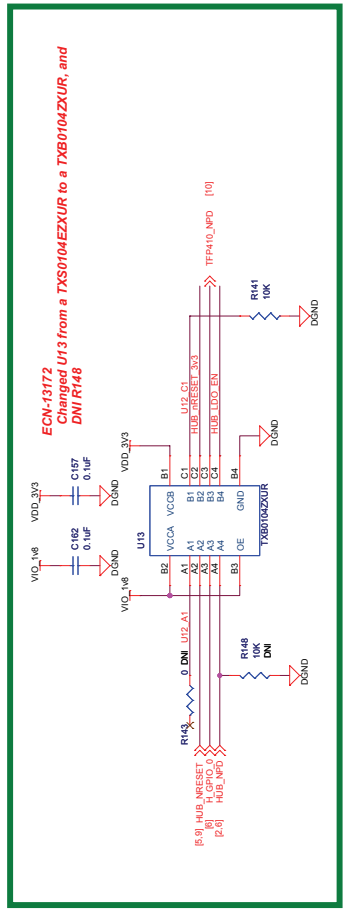 ECN-13172
Changed U13 from a TXS0104EZXUR to a TXB0104ZXUR, and
DNI R148
VIO_1v8
C162
0.1uF
DGND
VDD_3V3
C157
0.1uF
DGND
VIO_1v8
VDD_3V3
U13
B2
VCCA
VCCB
B1
R143
0 DNI
U12_A1
A1
A1
B1
C1
U12_C1
[5,9] HUB_NRESET
A2
A2
B2
C2
HUB_nRESET_3v3
[6] H_GPIO_0
A3
A3
B3
C3
TFP410_NPD [10]
[2,6] HUB_NPD
A4
A4
B4
C4
HUB_LDO_EN
B3
OE
GND
B4
TXB0104ZXUR
DGND
R148
10K
DNI
DGND
R141
10K
DGND